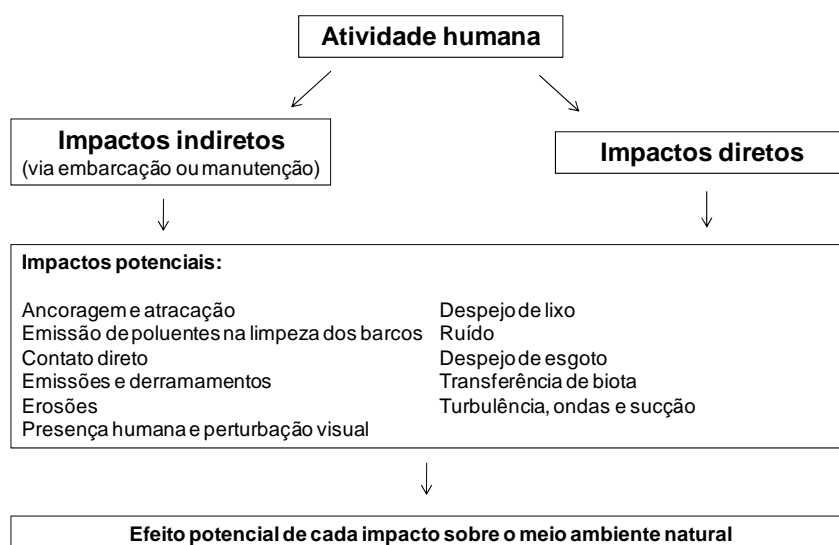 Atividade humana
Impactos indiretos
(via embarcação ou manutenção)
Impactos diretos
Impactos potenciais:
Ancoragem e atracação
Emissão de poluentes na limpeza dos barcos
Contato direto
Emissões e derramamentos
Erosões
Presença humana e perturbação visual
Despejo de lixo
Ruído
Despejo de esgoto
Transferência de biota
Turbulência, ondas e sucção
Efeito potencial de cada impacto sobre o meio ambiente natural